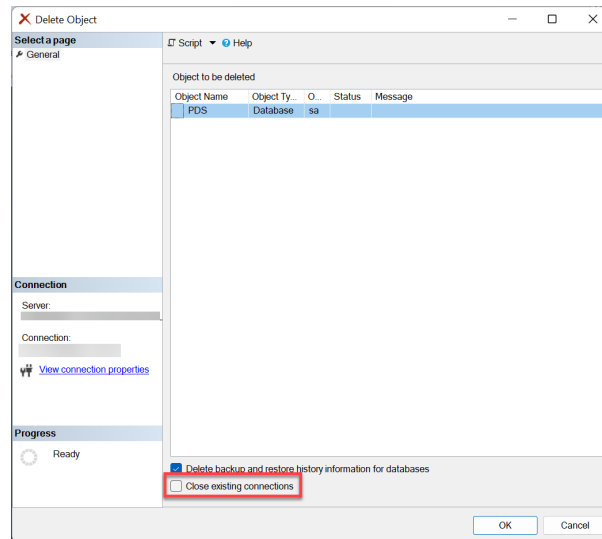 Delete Object
Select a page
General
Script Help
Object to be deleted
Object Name Object Ty... O... Status Message
PDS Database sa
Connection
Server:
Connection:
View connection properties
Progress
Ready
Delete backup and restore history information for databases
Close existing connections
OK Cancel